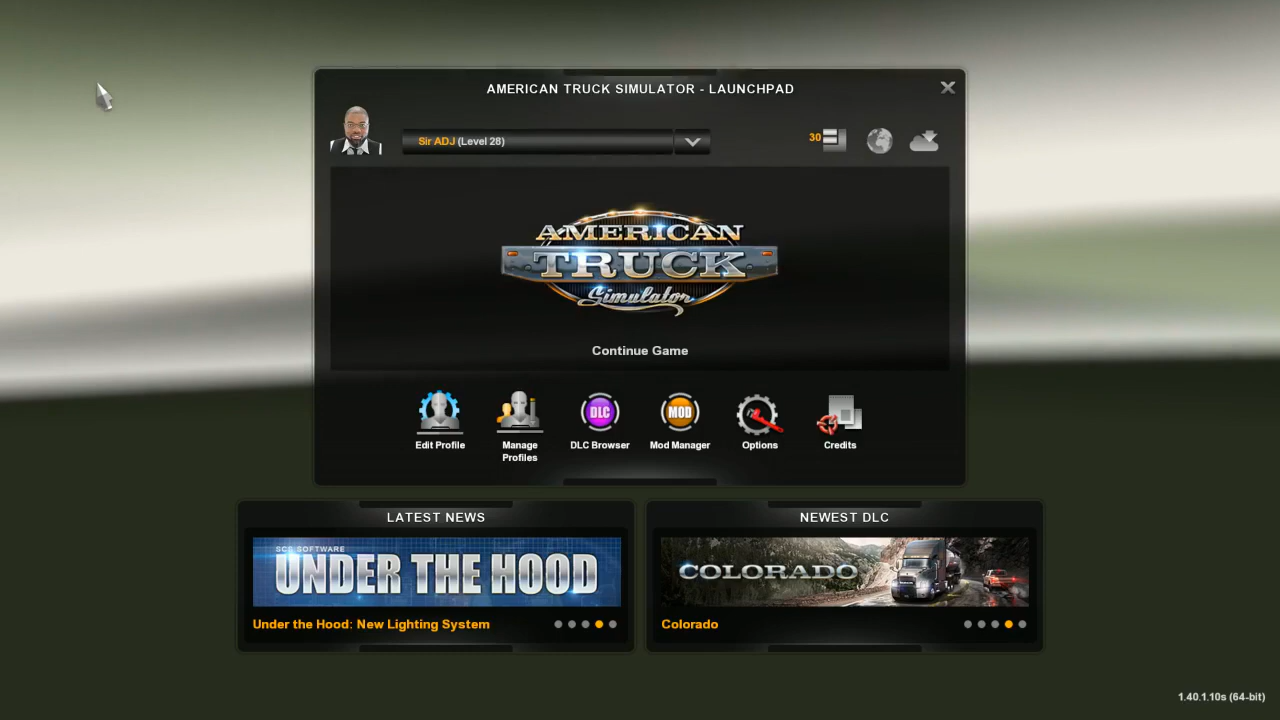 AMERICAN TRUCK SIMULATOR - LAUNCHPAD
Sir ADJ (Level 28)
30
AMERICAN
TRUCK
Simulator
Continue Game
DLC
MOD
Edit Profile
Manage
Profiles
DLC Browser
Mod Manager
Options
Credits
LATEST NEWS
SCS SOFTWARE
UNDER THE HOOD
Under the Hood: New Lighting System
NEWEST DLC
COLORADO
Colorado
1.40.1.10s (64-bit)